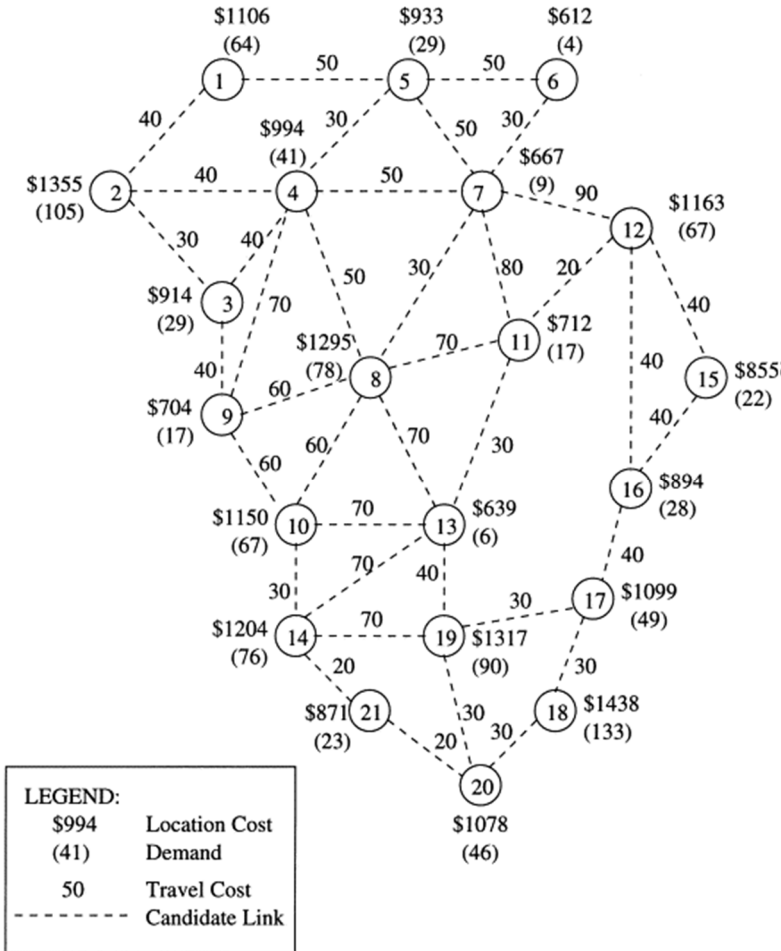 $1106 $933 $612
(64) (29) (4)
50 50
1 5 6
40 $994 30 50 30
(41) $667
$1355 40 50 (9) 90 $1163
(105) 2 4 7 12 (67)
30 40
$914 50 30 80 20 40
(29) 3 70 $712
$1295 70 11 (17) 40
40 60 (78) 8 15 $855
$704 (22)
(17) 9 60 70 30 40
60 16 $894
$1150 70 $639 (28)
(67) 10 13 (6)
70 40 40
30 30 17 $1099
$1204 70 (49)
(76) 14 19 $1317
20 (90) 30
$871 21 30 18 $1438
(23) 20 30 (133)
20
LEGEND:
$994 Location Cost $1078
(41) Demand (46)
50 Travel Cost
Candidate Link